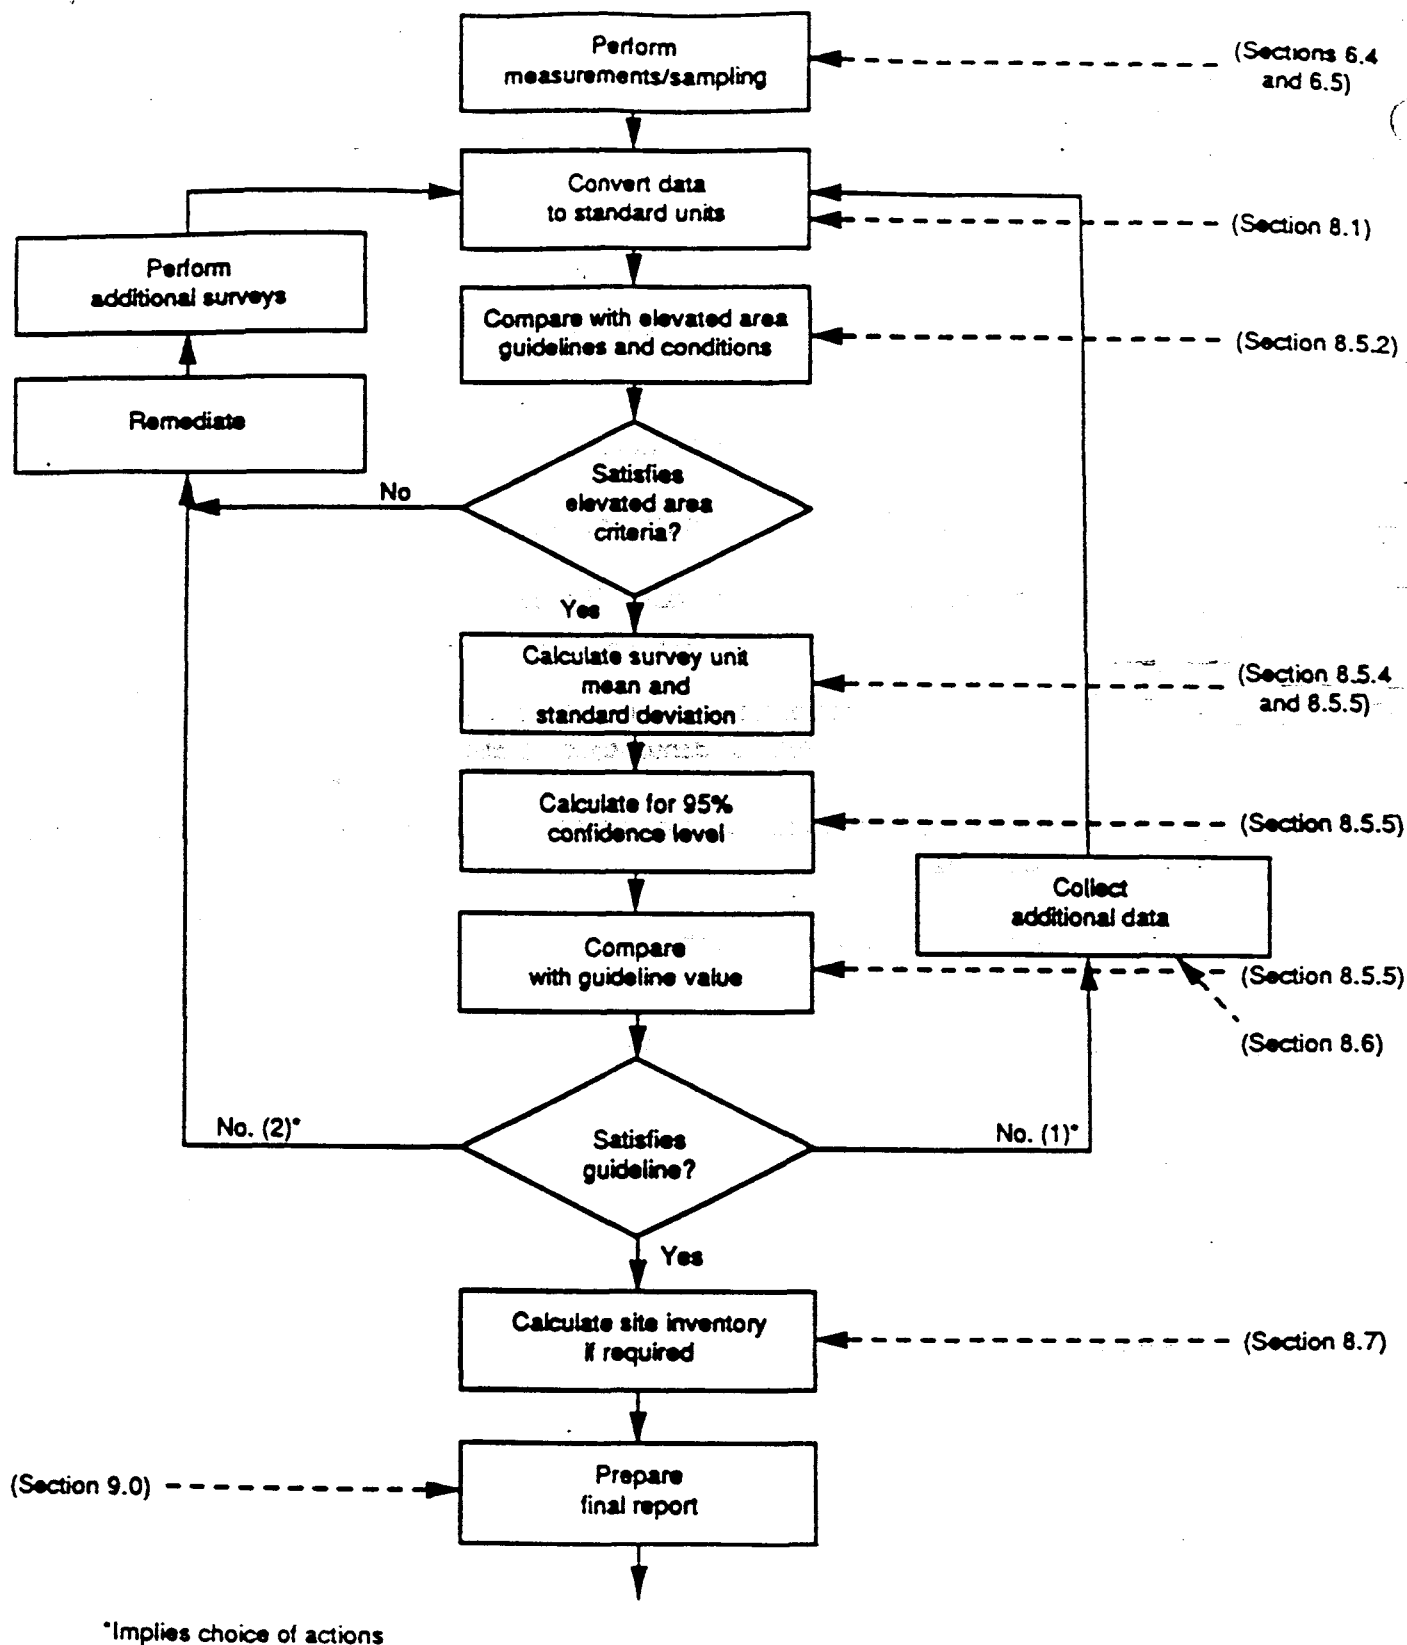 Perform
measurements/sampling
(Sections 6.4
and 6.5)
Convert data
to standard units
(Section 8.1)
Perform
additional surveys
Compare with elevated area
guidelines and conditions
(Section 8.5.2)
Remediate
Satisfies
elevated area
criteria?
No
Yes
Calculate survey unit
mean and
standard deviation
(Section 8.5.4
and 8.5.5)
Calculate for 95%
confidence level
(Section 8.5.5)
Collect
additional data
Compare
with guideline value
(Section 8.5.5)
(Section 8.6)
No. (2)*
Satisfies
guideline?
No. (1)*
Yes
Calculate site inventory
if required
(Section 8.7)
(Section 9.0)
Prepare
final report
*Implies choice of actions